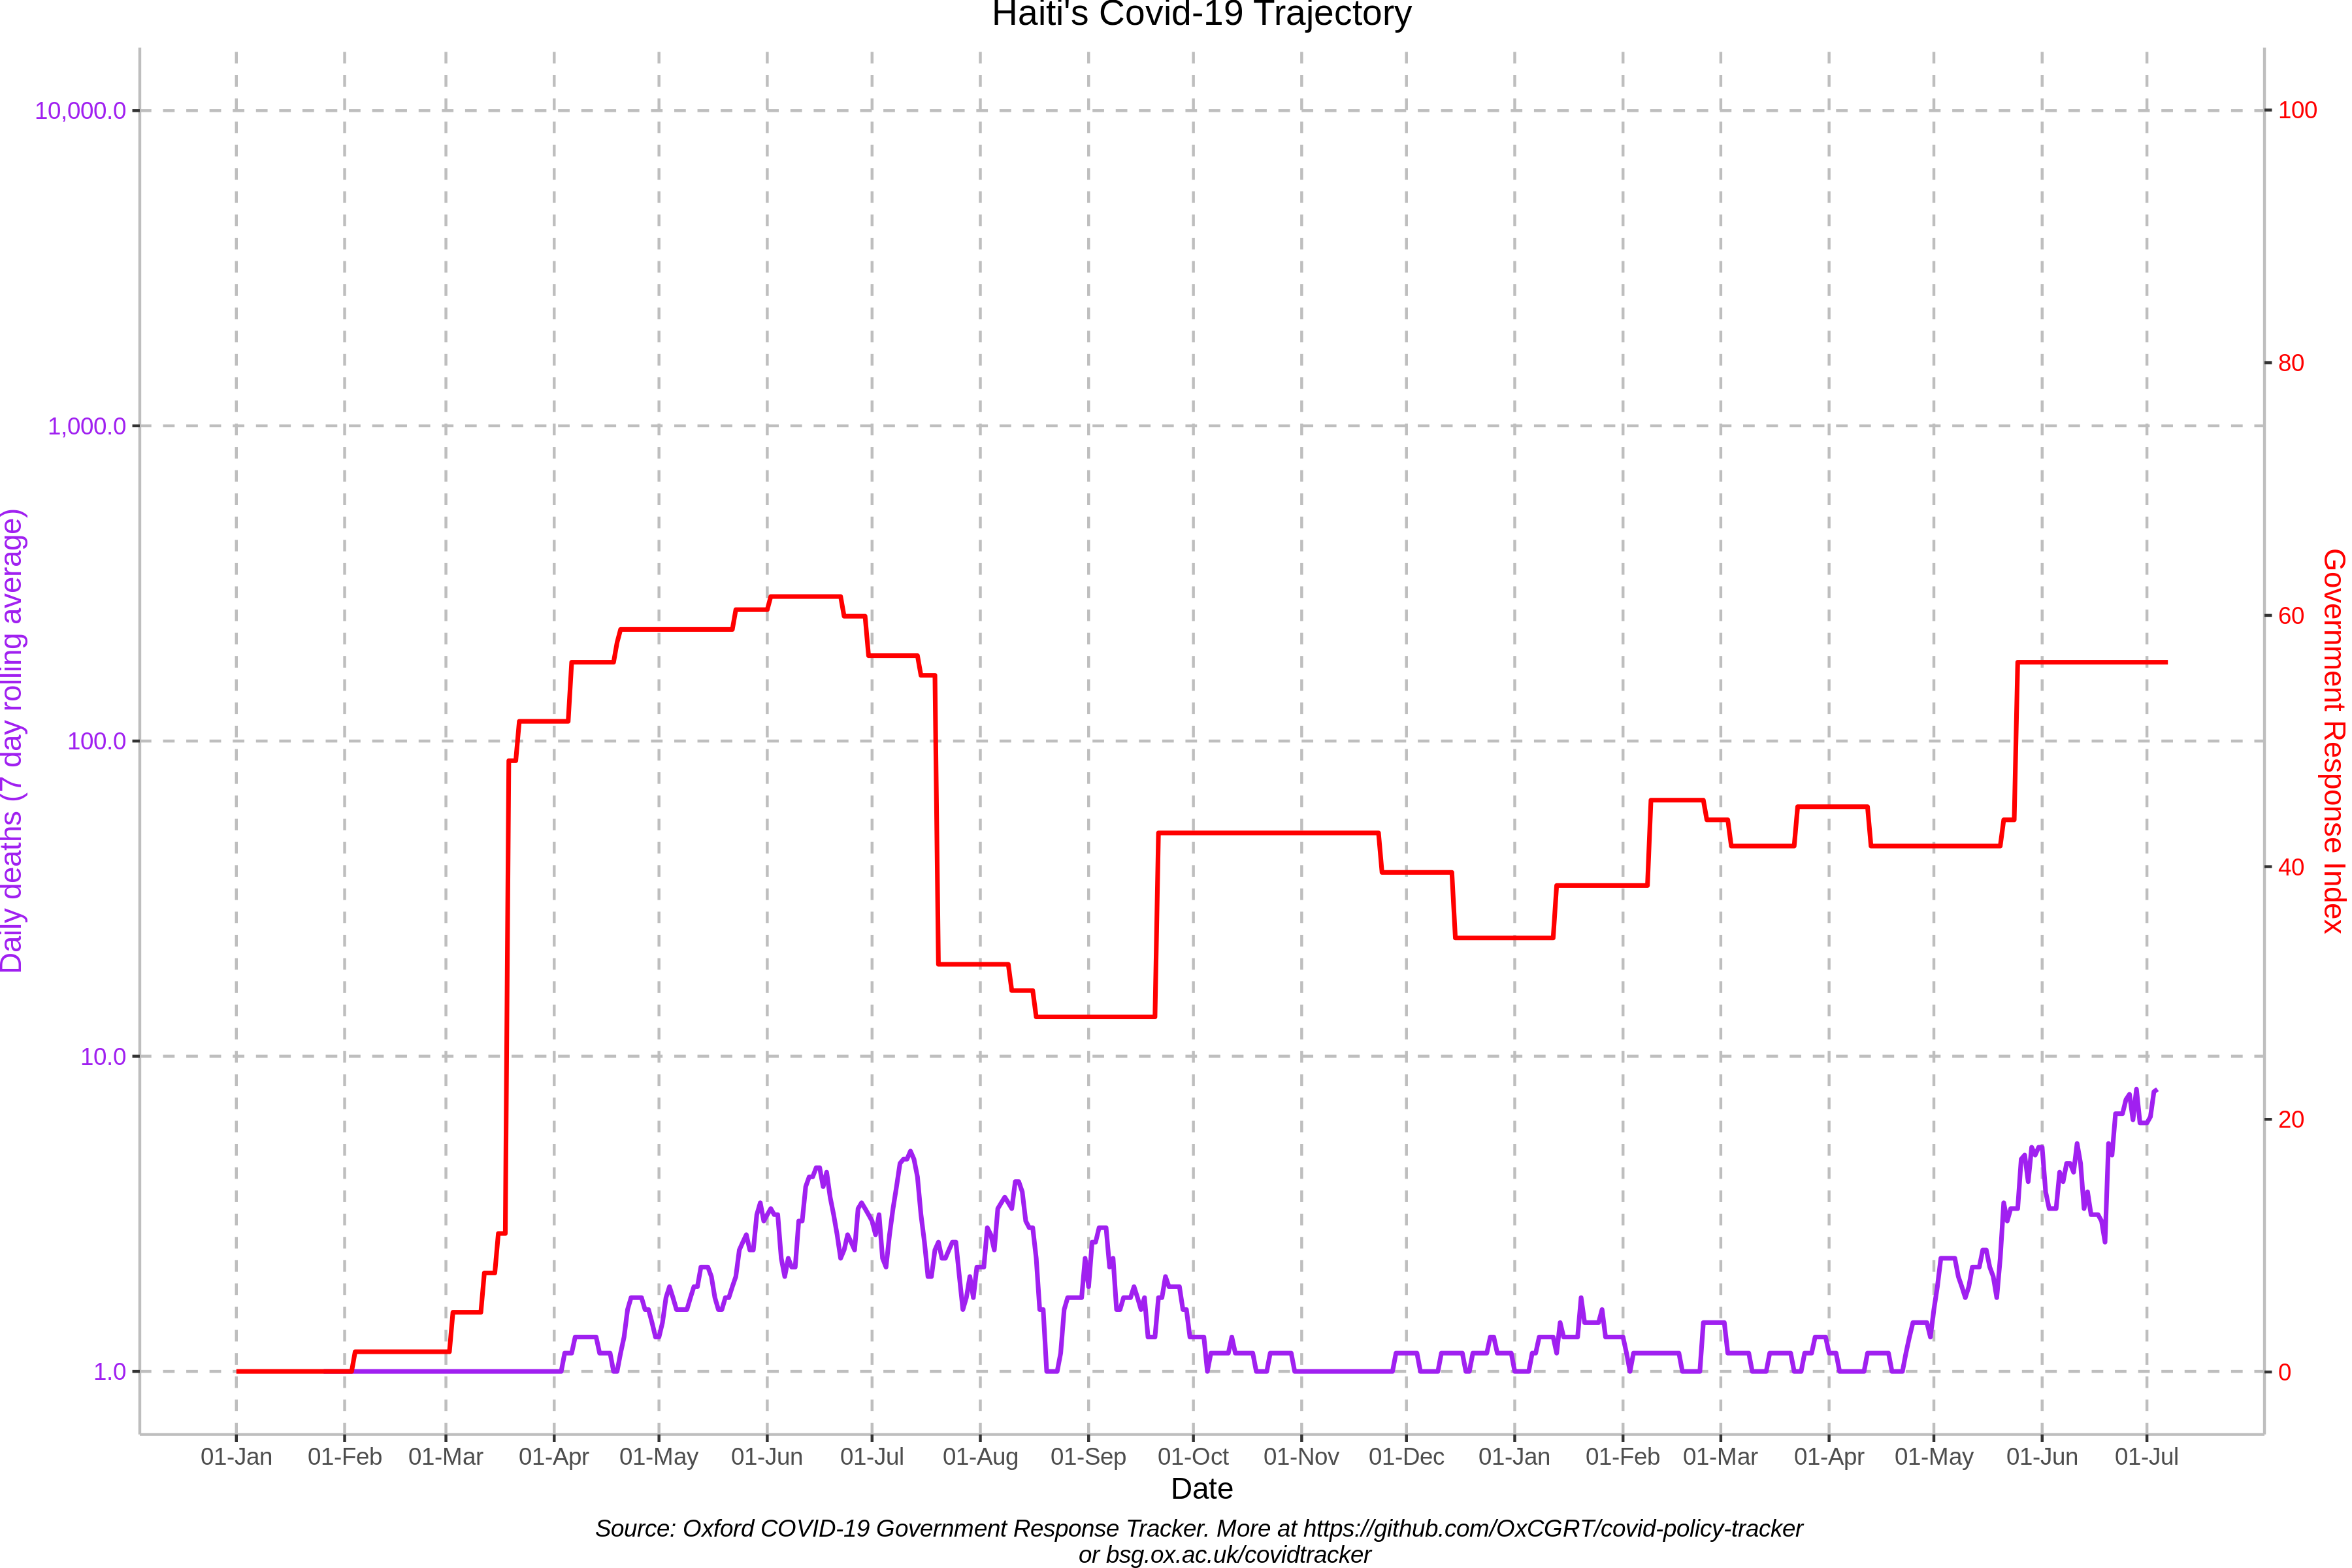 Haiti's Covid-19 Trajectory
10,000.0
1,000.0
100.0
10.0
1.0
Daily deaths (7 day rolling average)
100
80
60
40
20
0
Government Response Index
01-Jan 01-Feb 01-Mar 01-Apr 01-May 01-Jun 01-Jul 01-Aug 01-Sep 01-Oct 01-Nov 01-Dec 01-Jan 01-Feb 01-Mar 01-Apr 01-May 01-Jun 01-Jul
Date
Source: Oxford COVID-19 Government Response Tracker. More at https://github.com/OxCGRT/covid-policy-tracker
or bsg.ox.ac.uk/covidtracker